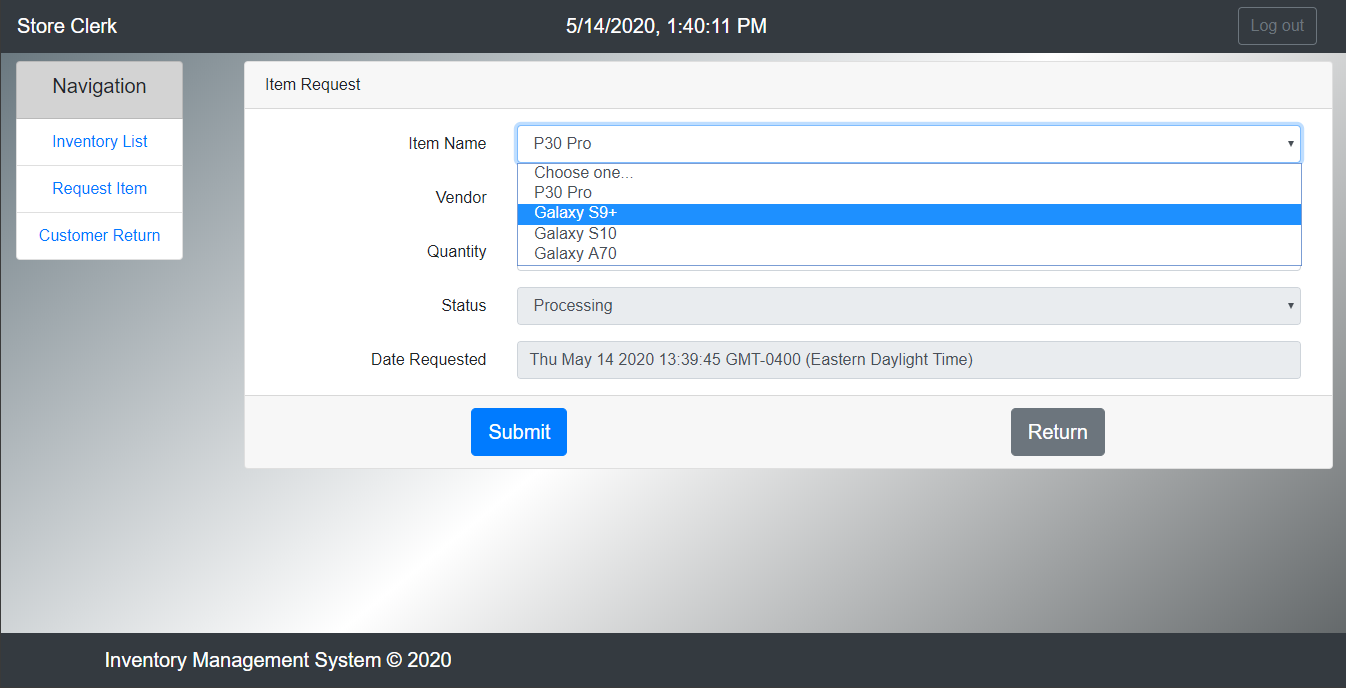 Store Clerk
5/14/2020, 1:40:11 PM
Log out
Navigation
Inventory List
Request Item
Customer Return
Item Request
Item Name
P30 Pro
Choose one...
P30 Pro
Galaxy S9+
Galaxy S10
Galaxy A70
Vendor
Quantity
Status
Processing
Date Requested
Thu May 14 2020 13:39:45 GMT-0400 (Eastern Daylight Time)
Submit
Return
Inventory Management System © 2020